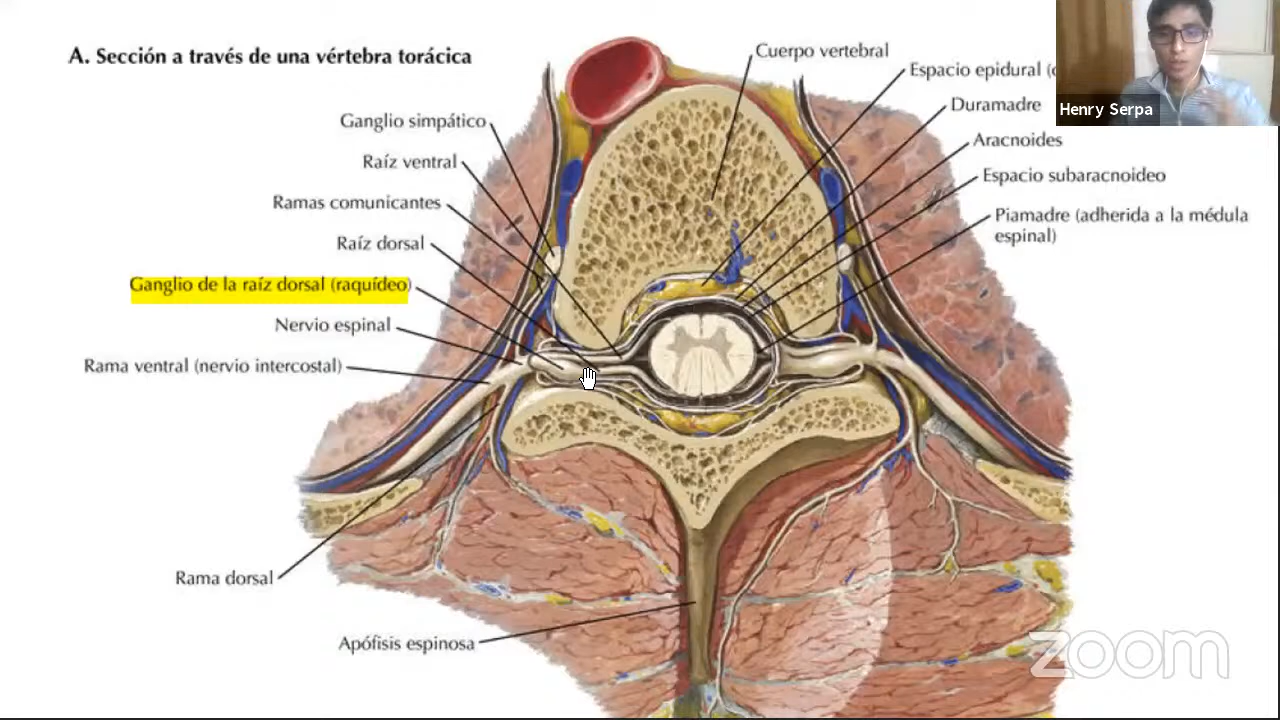 A. Sección a través de una vértebra torácica
Cuerpo vertebral
Espacio epidural (
Duramadre
Aracnoides
Espacio subaracnoideo
Piamadre (adherida a la médula
espinal)
Ganglio simpático
Raíz ventral
Ramas comunicantes
Raíz dorsal
Ganglio de la raíz dorsal (raquídeo)
Nervio espinal
Rama ventral (nervio intercostal)
Rama dorsal
Apófisis espinosa
Henry Serpa
zoom